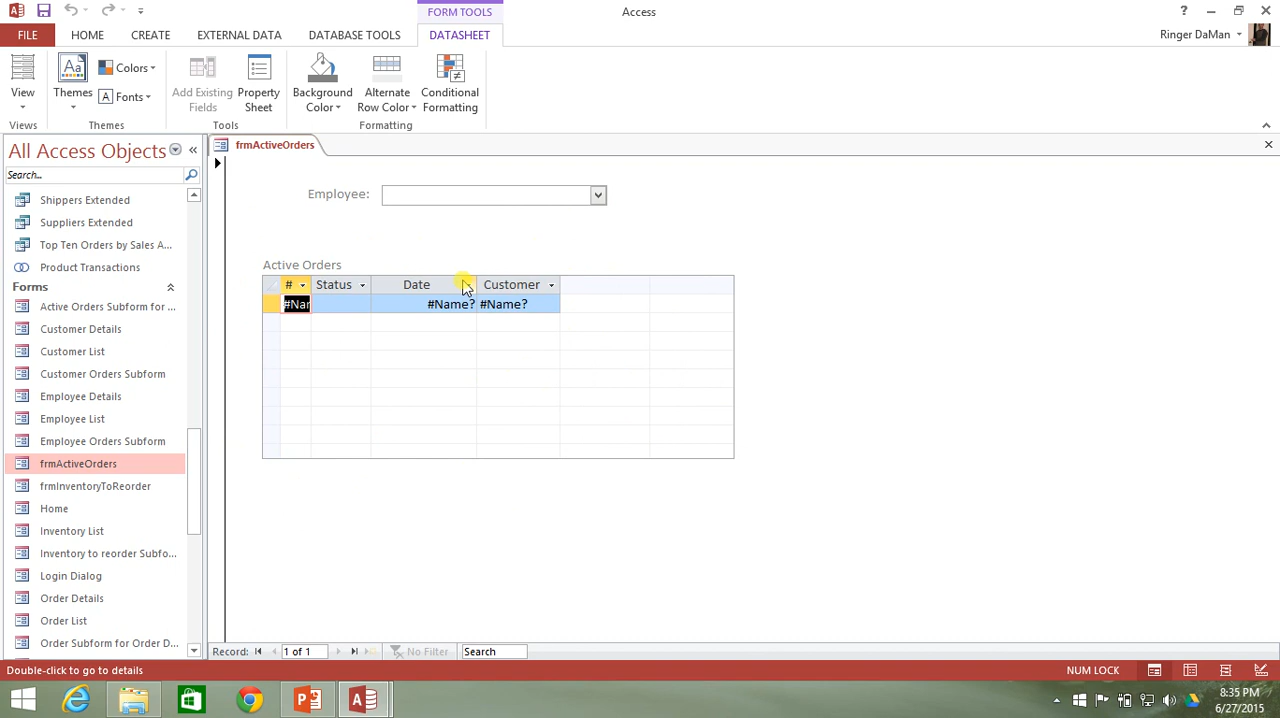 FORM TOOLS
Access
?
FILE
HOME
CREATE
EXTERNAL DATA
DATABASE TOOLS
DATASHEET
Ringer DaMan
View
Themes
Colors
Fonts
Add Existing Fields
Property Sheet
Background Color
Alternate Row Color
Conditional Formatting
Views
Themes
Tools
Formatting
All Access Objects
Search...
Shippers Extended
Suppliers Extended
Top Ten Orders by Sales A...
Product Transactions
Forms
Active Orders Subform for ...
Customer Details
Customer List
Customer Orders Subform
Employee Details
Employee List
Employee Orders Subform
frmActiveOrders
frmInventoryToReorder
Home
Inventory List
Inventory to reorder Subfo...
Login Dialog
Order Details
Order List
Order Subform for Order D...
frmActiveOrders
Employee:
Active Orders
# Status Date Customer
#Nar #Name? #Name?
Record: 1 of 1 No Filter Search
Double-click to go to details
NUM LOCK
8:35 PM
6/27/2015